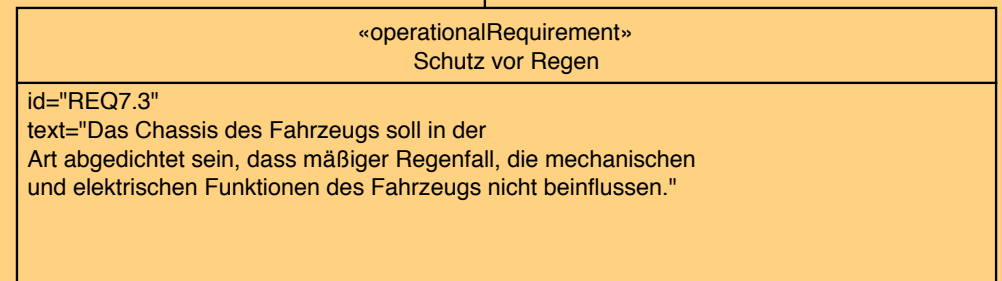 «operationalRequirement»
Schutz vor Regen
id="REQ7.3"
text="Das Chassis des Fahrzeugs soll in der
Art abgedichtet sein, dass mäßiger Regenfall, die mechanischen
und elektrischen Funktionen des Fahrzeugs nicht beinflussen."